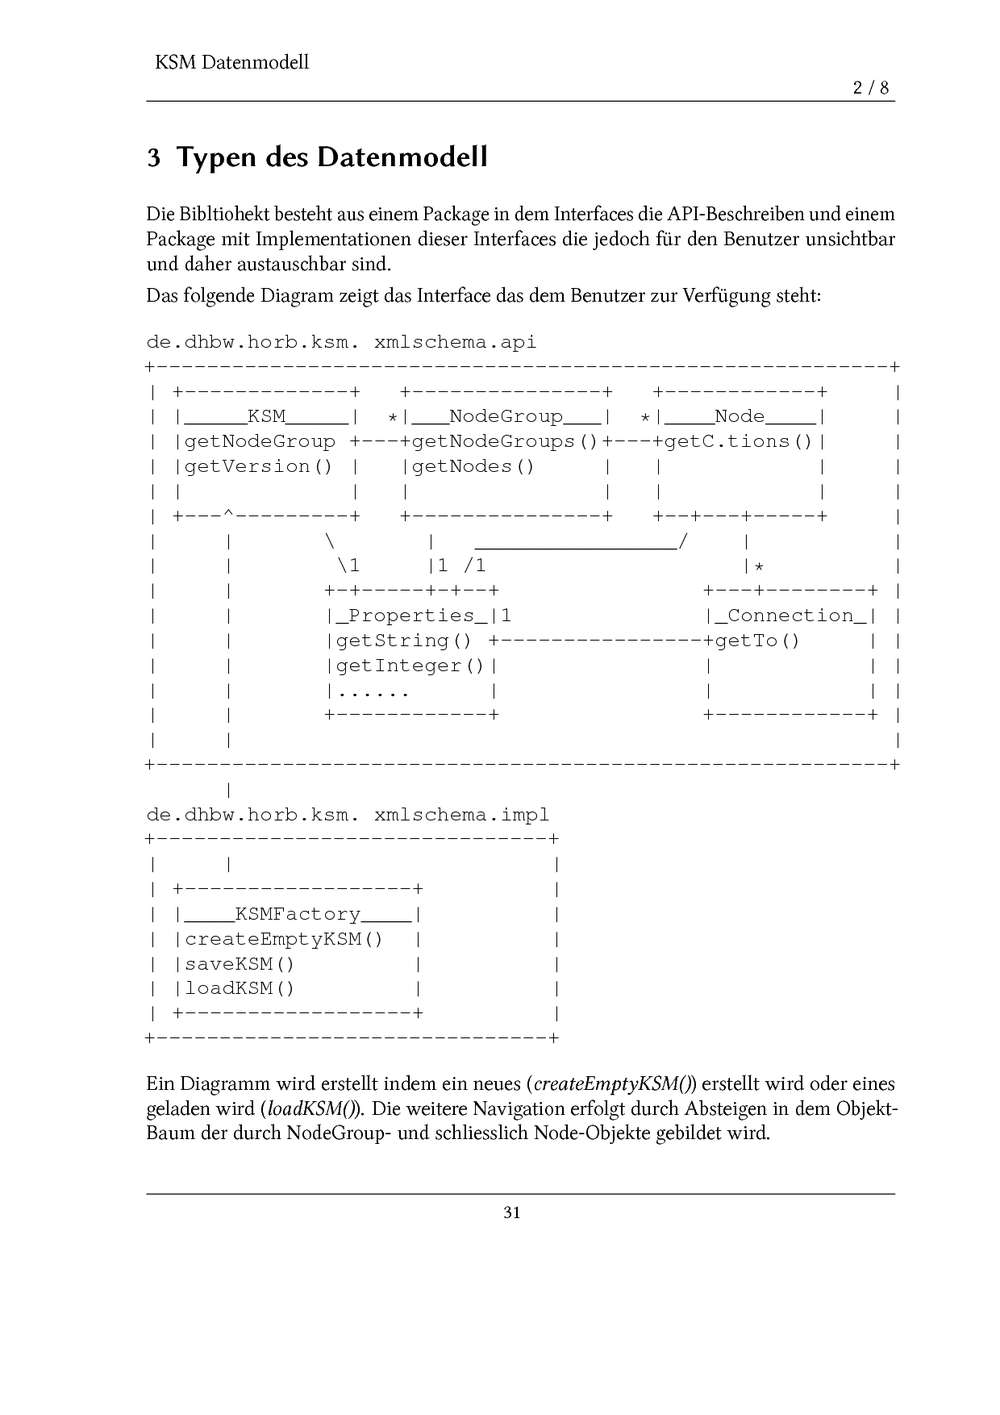 KSM Datenmodell
2 / 8
3 Typen des Datenmodell
Die Bibltiohekt besteht aus einem Package in dem Interfaces die API-Beschreiben und einem
Package mit Implementationen dieser Interfaces die jedoch für den Benutzer unsichtbar
und daher austauschbar sind.
Das folgende Diagram zeigt das Interface das dem Benutzer zur Verfügung steht:
de.dhbw.horb.ksm. xmlschema.api
+----------------------------------------------------------+
| +-------------+   +---------------+   +------------+     |
| |_____KSM_____|  *|___NodeGroup___|  *|____Node____|     |
| |getNodeGroup +---+getNodeGroups()+---+getC.tions()|     |
| |getVersion() |   |getNodes()     |   |            |     |
| |             |   |               |   |            |     |
| +---^---------+   +---------------+   +--+---+-----+     |
|     |       \       |   ________________/    |           |
|     |        \1     |1 /1                    |*          |
|     |       +-+-----+-+--+                +---+--------+ |
|     |       |_Properties_|1               |_Connection_| |
|     |       |getString() +----------------+getTo()     | |
|     |       |getInteger()|                |            | |
|     |       |......      |                |            | |
|     |       +------------+                +------------+ |
|     |                                                    |
+----------------------------------------------------------+
      |
de.dhbw.horb.ksm. xmlschema.impl
+-------------------------------+
|     |                         |
| +------------------+          |
| |____KSMFactory____|          |
| |createEmptyKSM()  |          |
| |saveKSM()         |          |
| |loadKSM()         |          |
| +------------------+          |
+-------------------------------+
Ein Diagramm wird erstellt indem ein neues (createEmptyKSM()) erstellt wird oder eines
geladen wird (loadKSM()). Die weitere Navigation erfolgt durch Absteigen in dem Objekt-
Baum der durch NodeGroup- und schliesslich Node-Objekte gebildet wird.
31